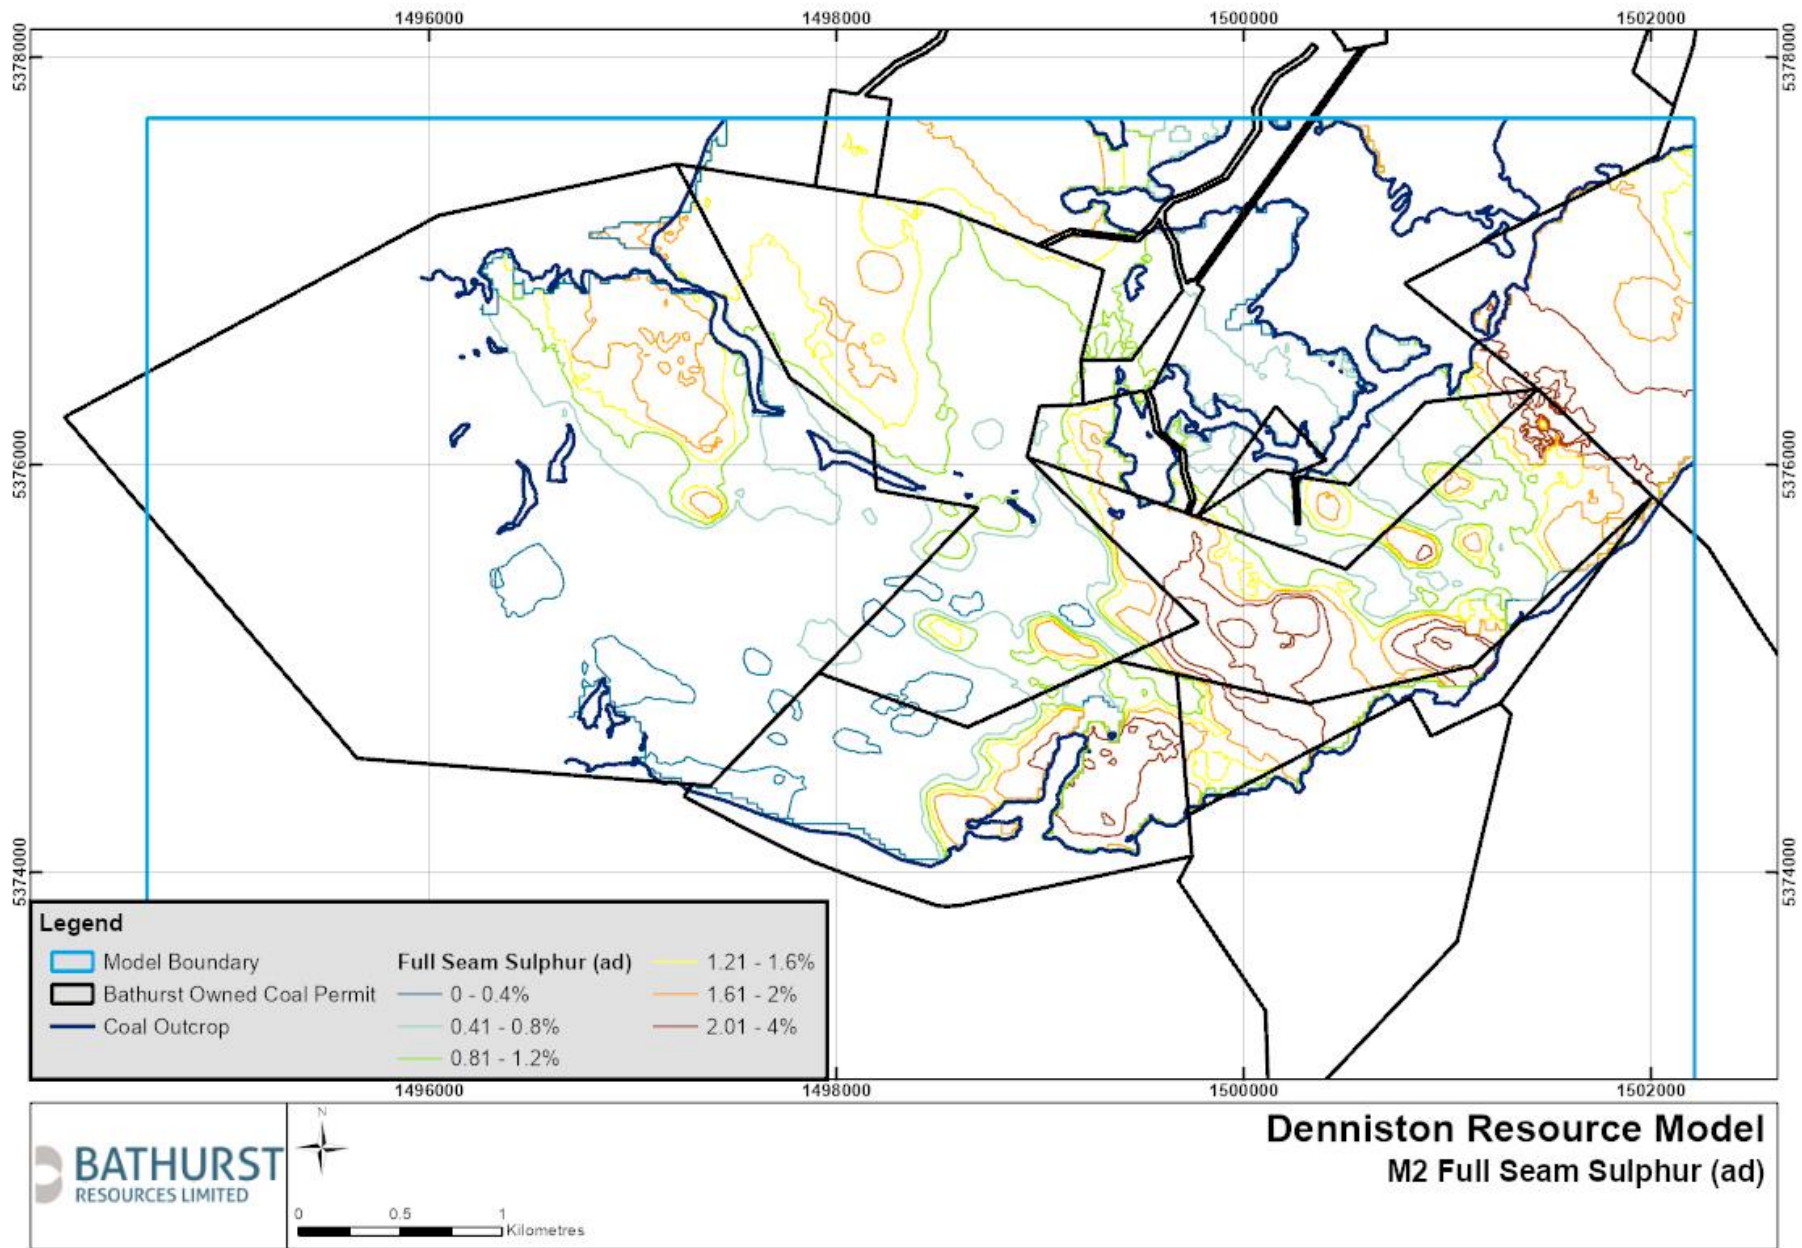 1496000 1498000 1500000 1502000
5378000 5378000
5376000 5376000
5374000 5374000
Legend
Model Boundary
Bathurst Owned Coal Permit
Coal Outcrop
Full Seam Sulphur (ad)
0 - 0.4%
0.41 - 0.8%
0.81 - 1.2%
1.21 - 1.6%
1.61 - 2%
2.01 - 4%
1496000 1498000 1500000 1502000
BATHURST
RESOURCES LIMITED
N
0 0.5 1
Kilometres
Denniston Resource Model
M2 Full Seam Sulphur (ad)